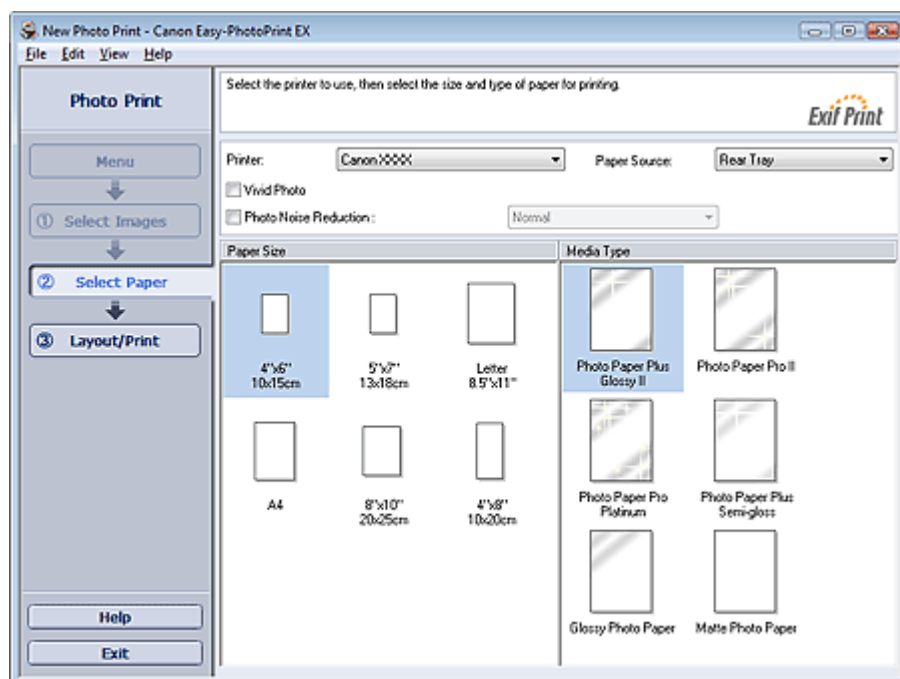 New Photo Print - Canon Easy-PhotoPrint EX
File Edit View Help
Photo Print
Select the printer to use, then select the size and type of paper for printing.
Exif Print
Menu
① Select Images
② Select Paper
③ Layout/Print
Help
Exit
Printer: Canon XXXX Paper Source: Rear Tray
Vivid Photo
Photo Noise Reduction : Normal
Paper Size
4"x6"
10x15cm
5"x7"
13x18cm
Letter
8.5"x11"
A4
8"x10"
20x25cm
4"x8"
10x20cm
Media Type
Photo Paper Plus
Glossy II
Photo Paper Pro II
Photo Paper Pro
Platinum
Photo Paper Plus
Semi-gloss
Glossy Photo Paper
Matte Photo Paper